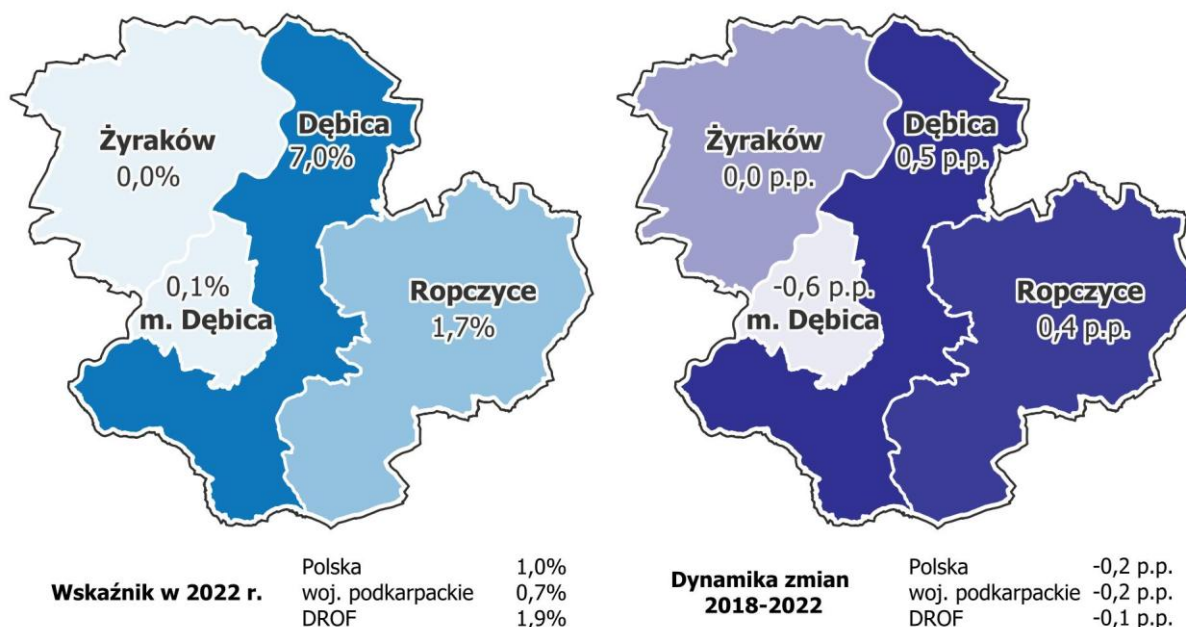 Żyraków
0,0%
Dębica
7,0%
0,1%
m. Dębica
Ropczyce
1,7%
Wskaźnik w 2022 r.
Polska 1,0%
woj. podkarpackie 0,7%
DROF 1,9%
Żyraków
0,0 p.p.
Dębica
0,5 p.p.
-0,6 p.p.
m. Dębica
Ropczyce
0,4 p.p.
Dynamika zmian
2018-2022
Polska -0,2 p.p.
woj. podkarpackie -0,2 p.p.
DROF -0,1 p.p.